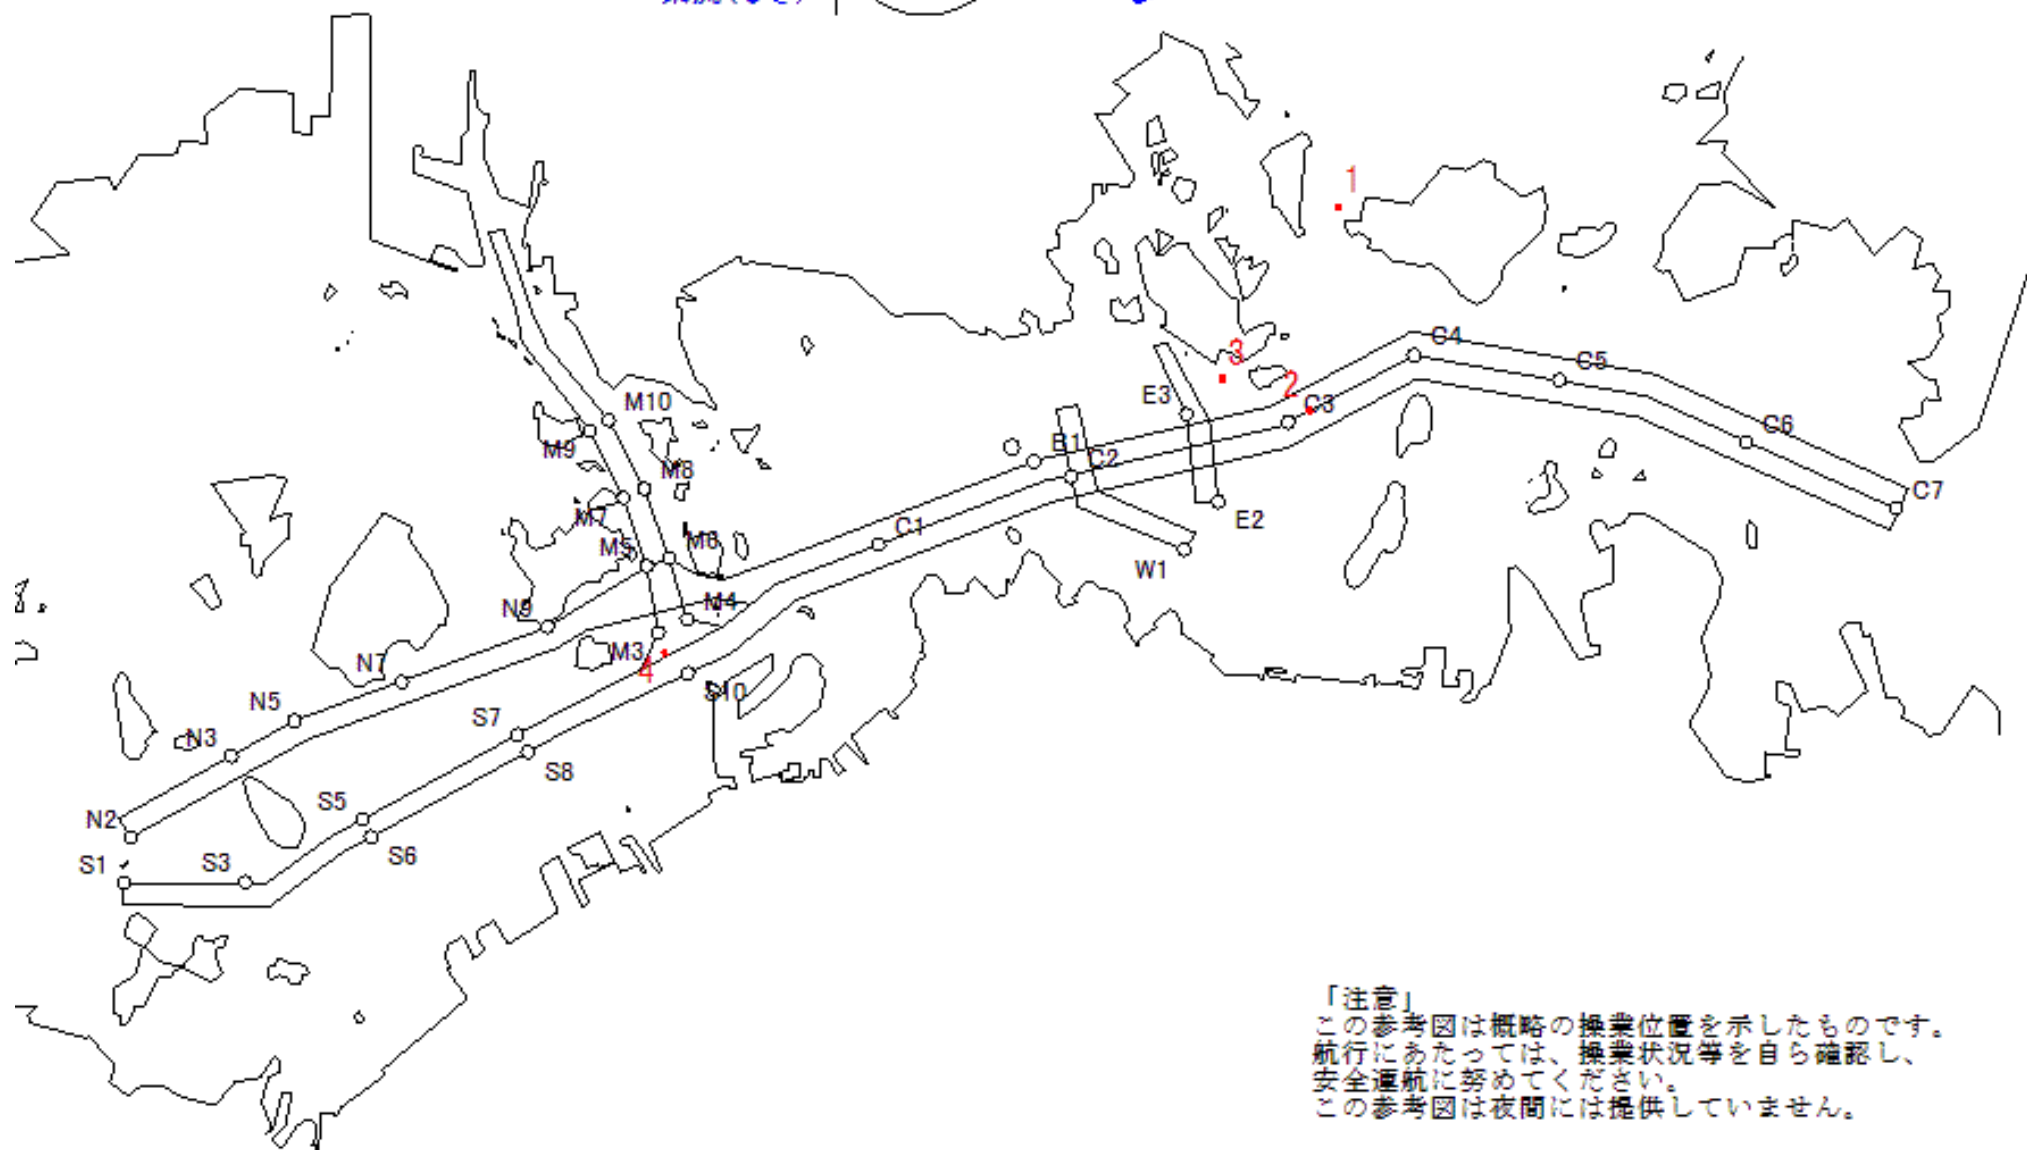 1
C4
3
C5
2
E3
M10
C3
C6
B1
M9
C2
M8
C7
M7
E2
C1
M6
M5
W1
M4
N9
M3
N7
4
S10
N5
S7
N3
S8
S5
N2
S6
S3
S1
「注意」
この参考図は概略の操業位置を示したものです。
航行にあたっては、操業状況等を自ら確認し、
安全運航に努めてください。
この参考図は夜間には提供していません。